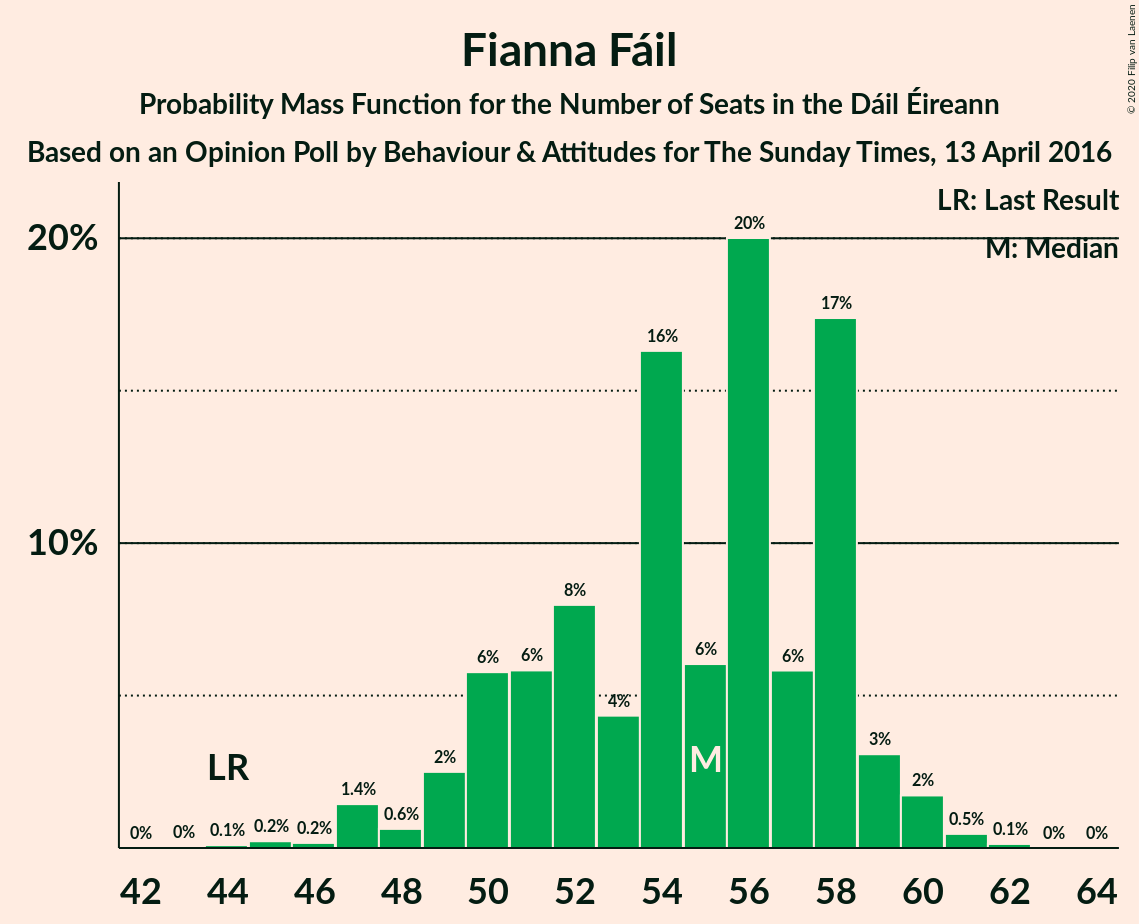 Fianna Fáil
Probability Mass Function for the Number of Seats in the Dáil Éireann
Based on an Opinion Poll by Behaviour & Attitudes for The Sunday Times, 13 April 2016
© 2020 Filip van Laenen
LR: Last Result
M: Median
20%
10%
0%
0%
0.1%
0.2%
0.2%
1.4%
0.6%
2%
6%
6%
8%
4%
16%
6%
20%
6%
17%
3%
2%
0.5%
0.1%
0%
0%
LR
M
42 44 46 48 50 52 54 56 58 60 62 64